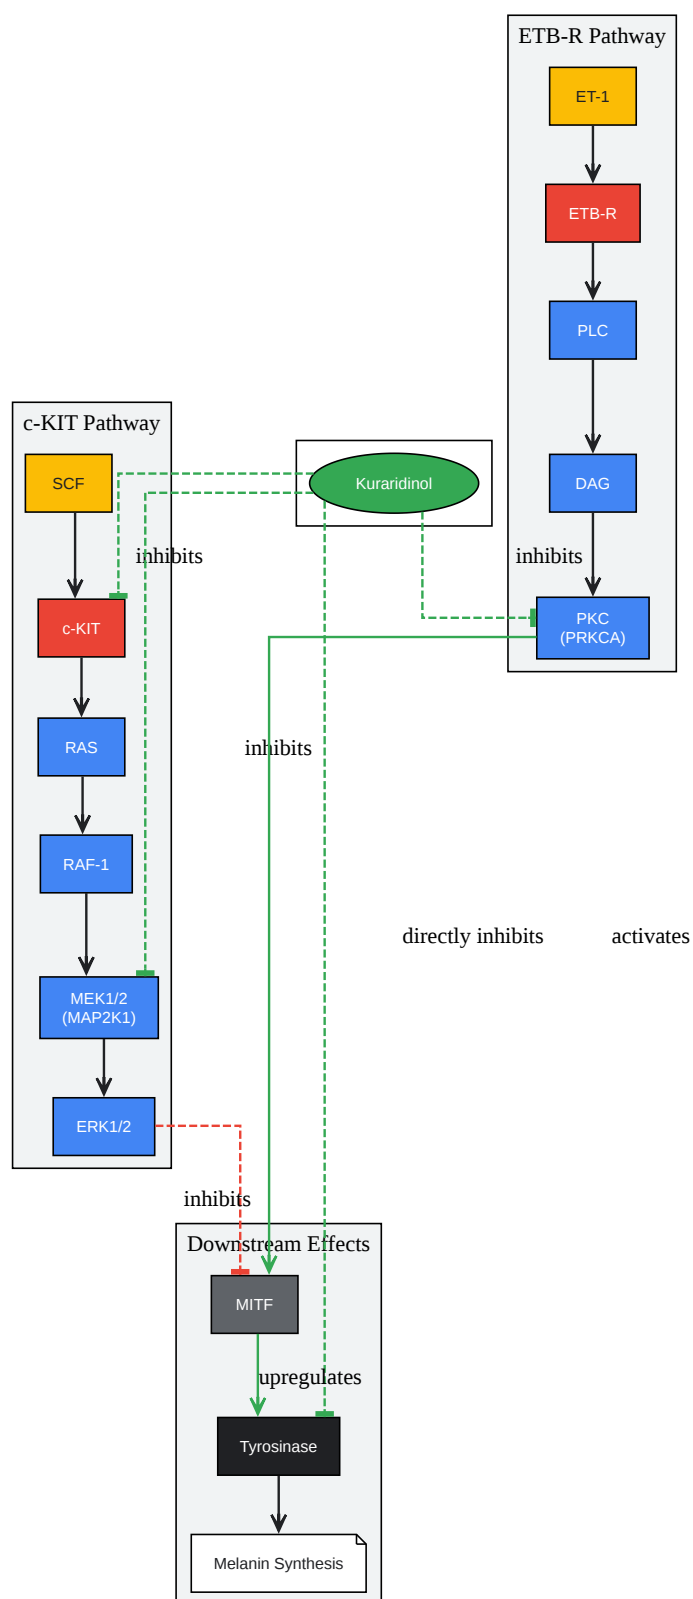 ETB-R Pathway
ET-1
ETB-R
PLC
c-KIT Pathway
SCF
Kuraridinol
DAG
inhibits
inhibits
c-KIT
PKC
(PRKCA)
RAS
inhibits
RAF-1
directly inhibits
activates
MEK1/2
(MAP2K1)
ERK1/2
inhibits
Downstream Effects
MITF
upregulates
Tyrosinase
Melanin Synthesis